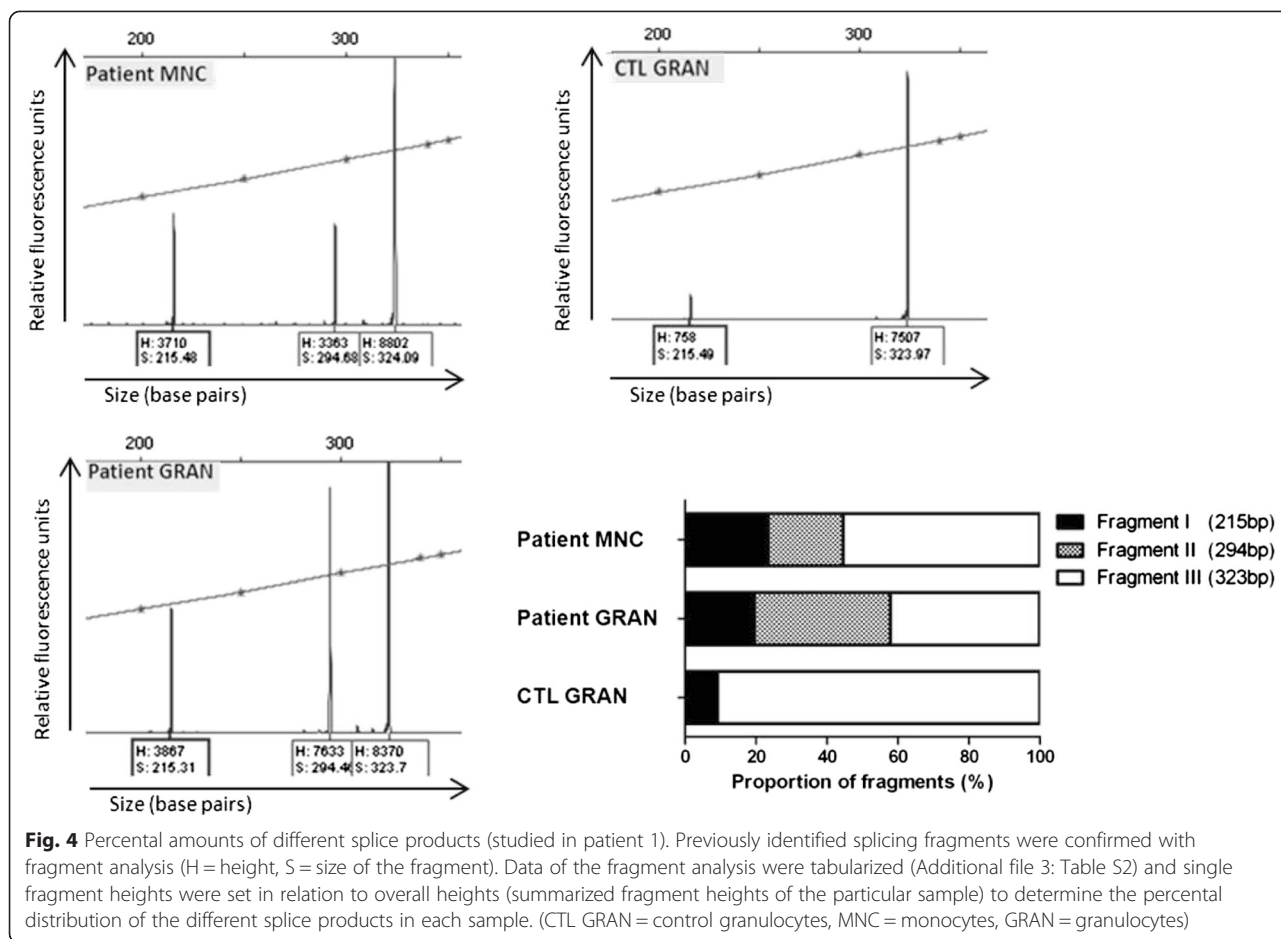 200 300
Patient MNC
Relative fluorescence units
H: 3710
S: 215.48
H: 3363
S: 294.68
H: 8802
S: 324.09
Size (base pairs)
200 300
CTL GRAN
Relative fluorescence units
H: 758
S: 215.49
H: 7507
S: 323.97
Size (base pairs)
200 300
Patient GRAN
Relative fluorescence units
H: 3867
S: 215.31
H: 7633
S: 294.46
H: 8370
S: 323.7
Size (base pairs)
Patient MNC
Patient GRAN
CTL GRAN
0 20 40 60 80 100
Proportion of fragments (%)
Fragment I (215bp)
Fragment II (294bp)
Fragment III (323bp)
Fig. 4 Percental amounts of different splice products (studied in patient 1). Previously identified splicing fragments were confirmed with
fragment analysis (H = height, S = size of the fragment). Data of the fragment analysis were tabularized (Additional file 3: Table S2) and single
fragment heights were set in relation to overall heights (summarized fragment heights of the particular sample) to determine the percental
distribution of the different splice products in each sample. (CTL GRAN = control granulocytes, MNC = monocytes, GRAN = granulocytes)